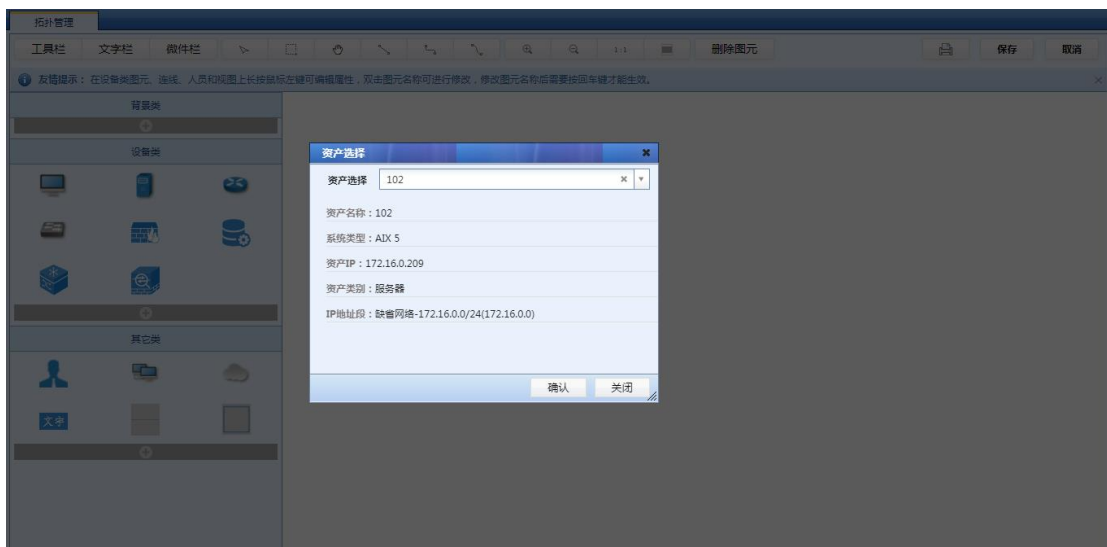 拓扑管理
工具栏 文字栏 微件栏 1:1 删除图元 保存 取消
友情提示：在设备类图元、连线、人员和视图上长按鼠标左键可编辑属性，双击图元名称可进行修改，修改图元名称后需要按回车键才能生效。
背景类
设备类
其它类
文字
资产选择
资产选择 102
资产名称：102
系统类型：AIX 5
资产IP：172.16.0.209
资产类别：服务器
IP地址段：缺省网络-172.16.0.0/24(172.16.0.0)
确认 关闭